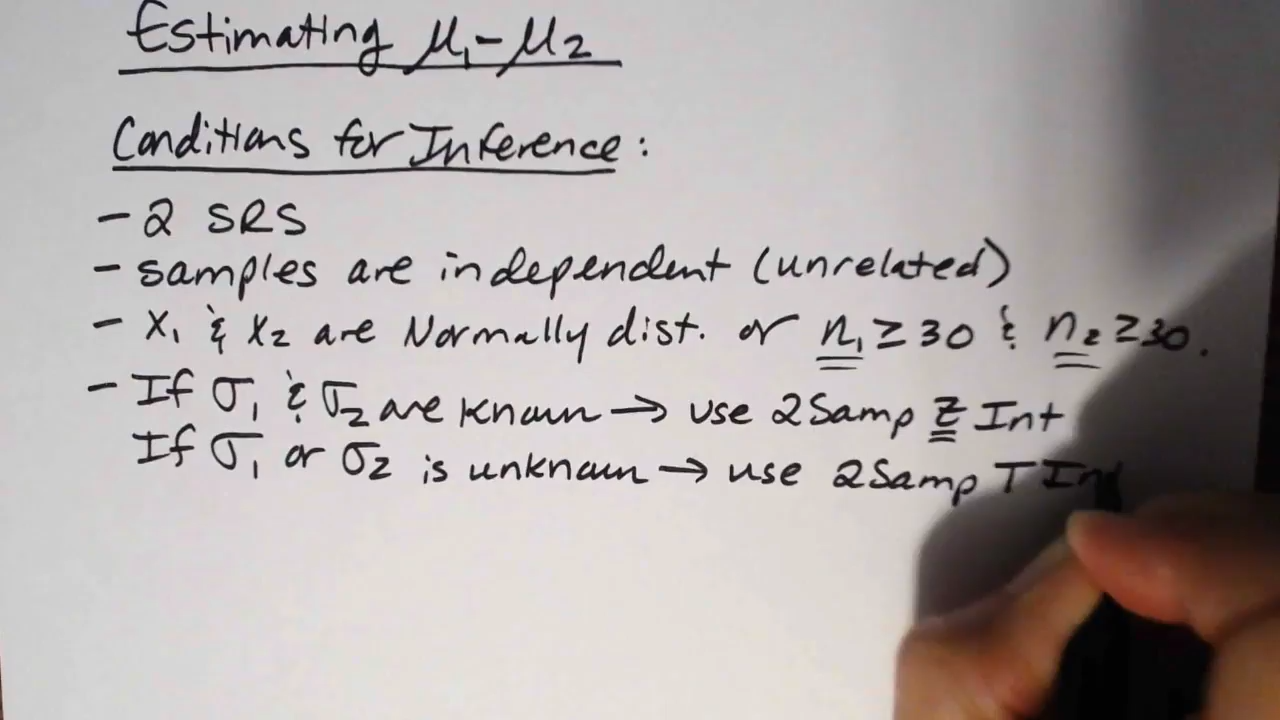 Estimating μ₁-μ₂
Conditions for Inference:
- 2 SRS
- samples are independent (unrelated)
- X₁ & X₂ are Normally dist. or n₁ ≥ 30 & n₂ ≥ 30.
- If σ₁ & σ₂ are known → use 2Samp Z Int
If σ₁ or σ₂ is unknown → use 2Samp T Int